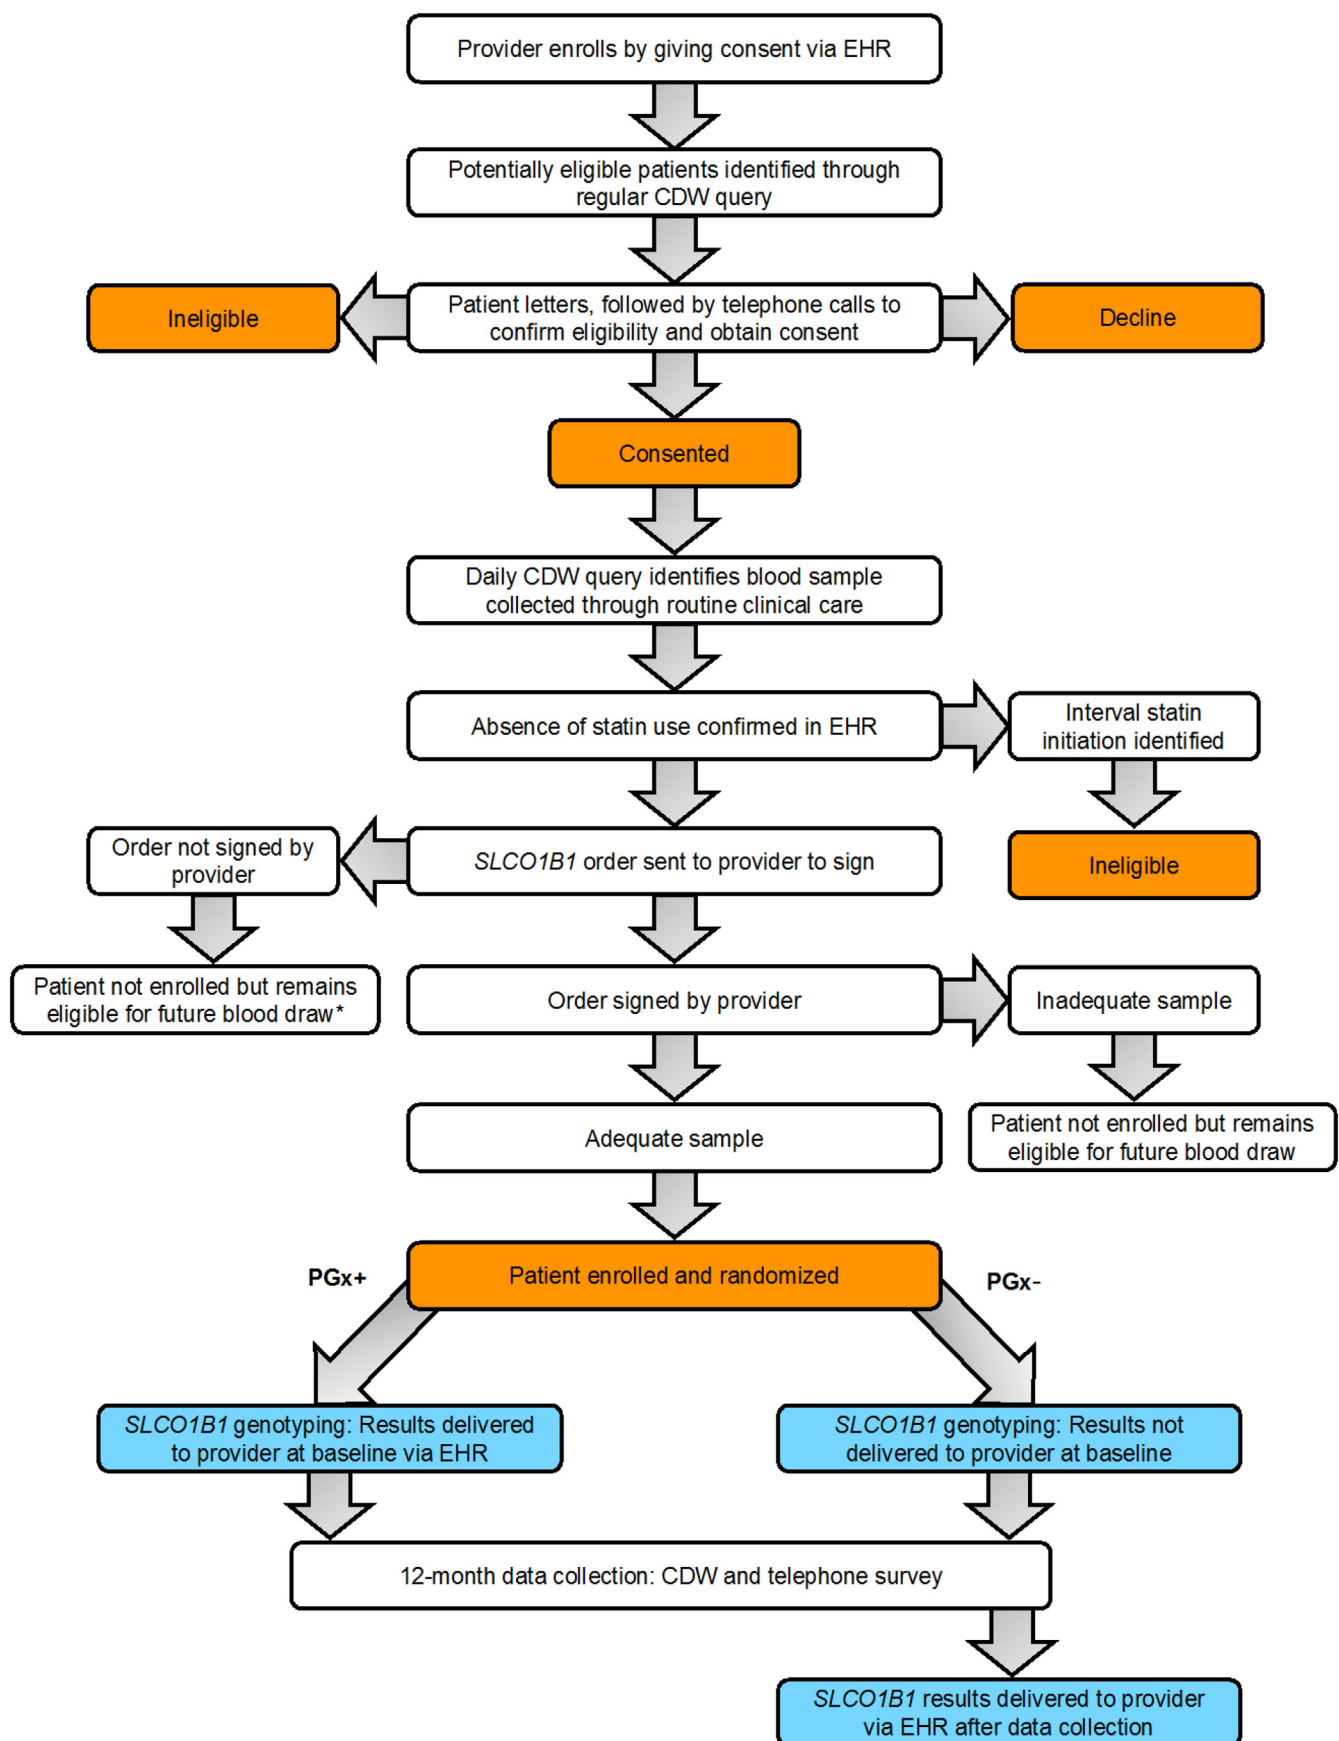 Provider enrolls by giving consent via EHR
Potentially eligible patients identified through
regular CDW query
Ineligible
Patient letters, followed by telephone calls to
confirm eligibility and obtain consent
Decline
Consented
Daily CDW query identifies blood sample
collected through routine clinical care
Absence of statin use confirmed in EHR
Interval statin
initiation identified
Order not signed by
provider
SLCO1B1 order sent to provider to sign
Ineligible
Patient not enrolled but remains
eligible for future blood draw*
Order signed by provider
Inadequate sample
Adequate sample
Patient not enrolled but remains
eligible for future blood draw
PGx+
Patient enrolled and randomized
PGx-
SLCO1B1 genotyping: Results delivered
to provider at baseline via EHR
SLCO1B1 genotyping: Results not
delivered to provider at baseline
12-month data collection: CDW and telephone survey
SLCO1B1 results delivered to provider
via EHR after data collection